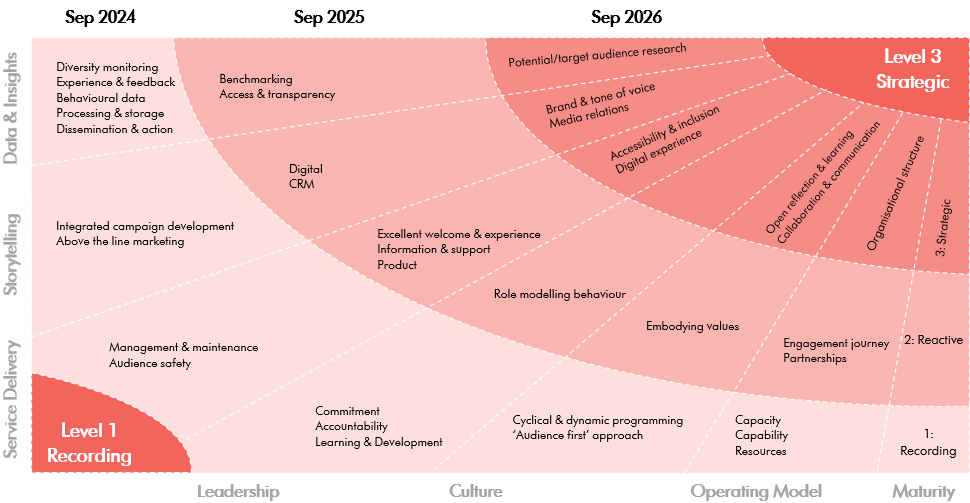 Sep 2024
Sep 2025
Sep 2026
Data & Insights
Storytelling
Service Delivery
Diversity monitoring
Experience & feedback
Behavioural data
Processing & storage
Dissemination & action
Benchmarking
Access & transparency
Potential/target audience research
Level 3
Strategic
Brand & tone of voice
Media relations
Accessibility & inclusion
Digital experience
Open reflection & learning
Collaboration & communication
Organisational structure
3: Strategic
Digital
CRM
Integrated campaign development
Above the line marketing
Excellent welcome & experience
Information & support
Product
Role modelling behaviour
Embodying values
Engagement journey
Partnerships
2: Reactive
Management & maintenance
Audience safety
Level 1
Recording
Commitment
Accountability
Learning & Development
Cyclical & dynamic programming
‘Audience first’ approach
Capacity
Capability
Resources
1:
Recording
Leadership
Culture
Operating Model
Maturity